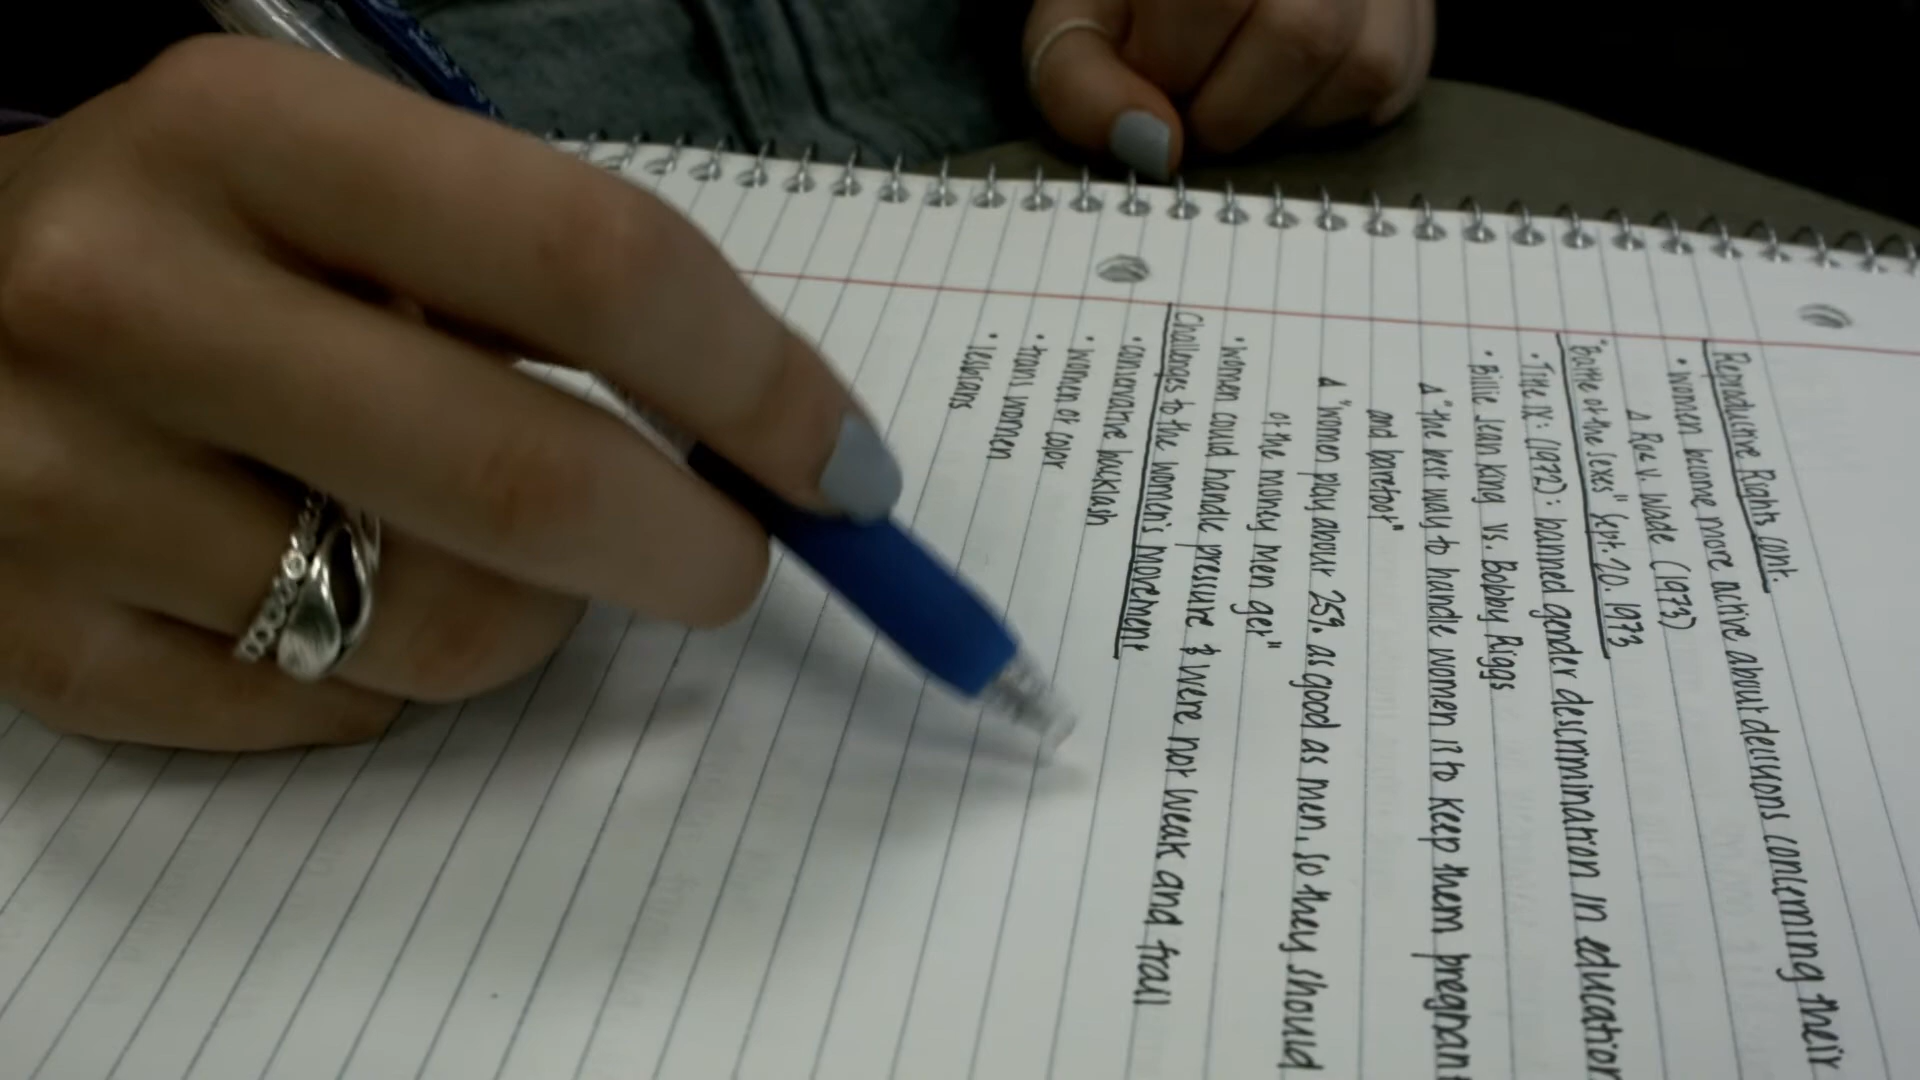 Reproductive Rights cont.
• women become more active about decisions concerning their
Δ Roe v. Wade (1973)
"Battle of the Sexes" Sept. 20, 1973
• Title IX: (1972): banned gender descrimination in education
• Billie Jean King vs. Bobby Riggs
Δ "the best way to handle women is to keep them pregnant
and barefoot"
Δ "women play about 25% as good as men, so they should
of the money men get"
• women could handle pressure & were not weak and frail
Challenges to the women's movement
• conservative backlash
• women of color
• trans women
• lesbians